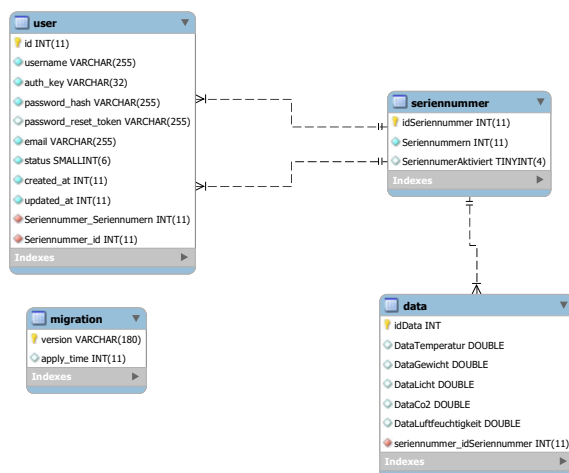 user
id INT(11)
username VARCHAR(255)
auth_key VARCHAR(32)
password_hash VARCHAR(255)
password_reset_token VARCHAR(255)
email VARCHAR(255)
status SMALLINT(6)
created_at INT(11)
updated_at INT(11)
Seriennummer_Seriennumern INT(11)
Seriennummer_id INT(11)
Indexes
seriennummer
idSeriennummer INT(11)
Seriennummern INT(11)
SeriennumerAktiviert TINYINT(4)
Indexes
migration
version VARCHAR(180)
apply_time INT(11)
Indexes
data
idData INT
DataTemperatur DOUBLE
DataGewicht DOUBLE
DataLicht DOUBLE
DataCo2 DOUBLE
DataLuftfeuchtigkeit DOUBLE
seriennummer_idSeriennummer INT(11)
Indexes